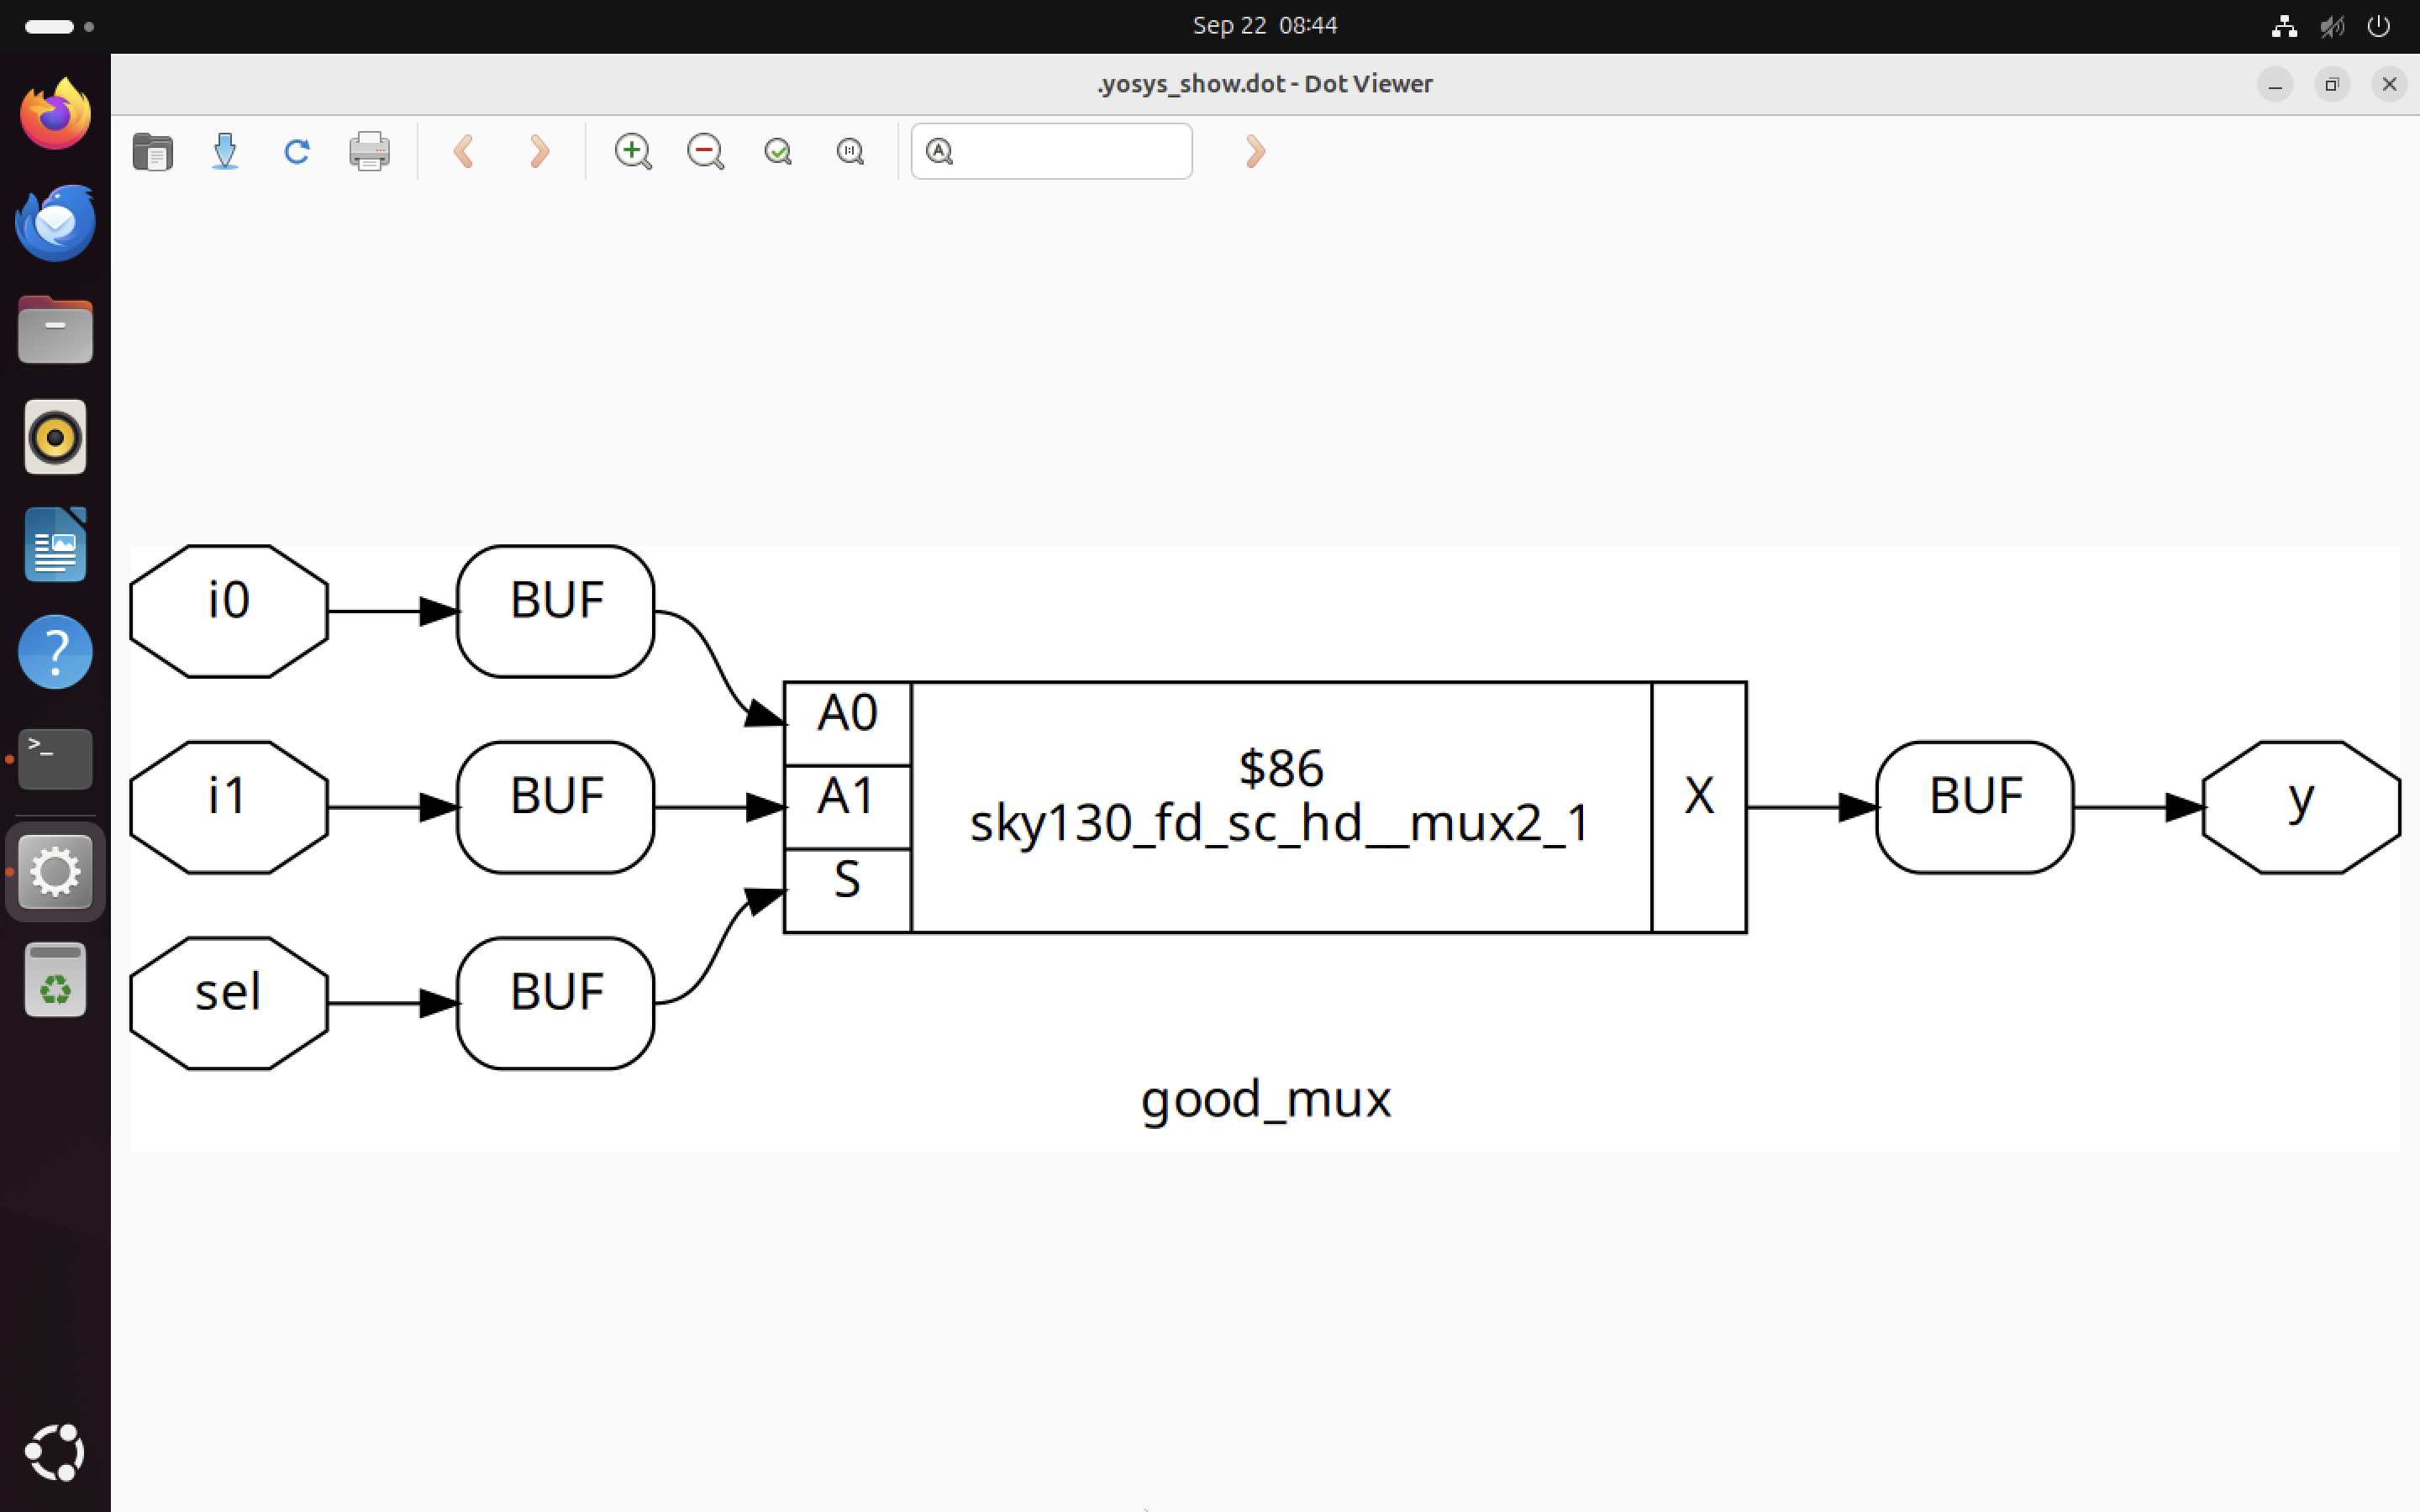 Sep 22 08:44
.yosys_show.dot - Dot Viewer
i0
BUF
A0
i1
BUF
A1
$86
sky130_fd_sc_hd__mux2_1
X
BUF
y
S
sel
BUF
good_mux